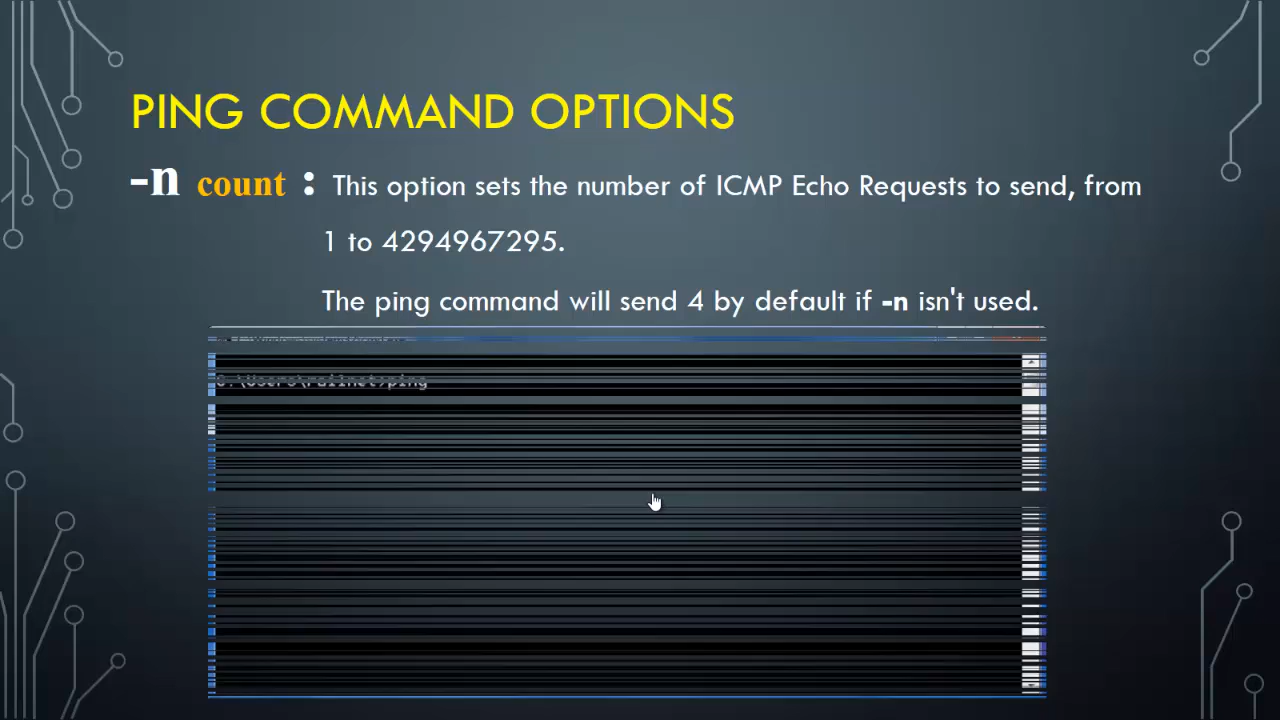 PING COMMAND OPTIONS
-n count : This option sets the number of ICMP Echo Requests to send, from
1 to 4294967295.
The ping command will send 4 by default if -n isn't used.
ping